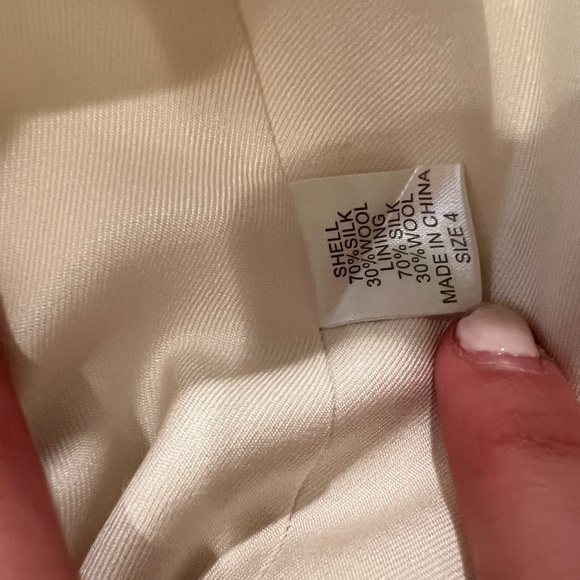 SHELL
70%SILK
30%WOOL
LINING
70% SILK
30%WOOL
MADE IN CHINA
SIZE 4